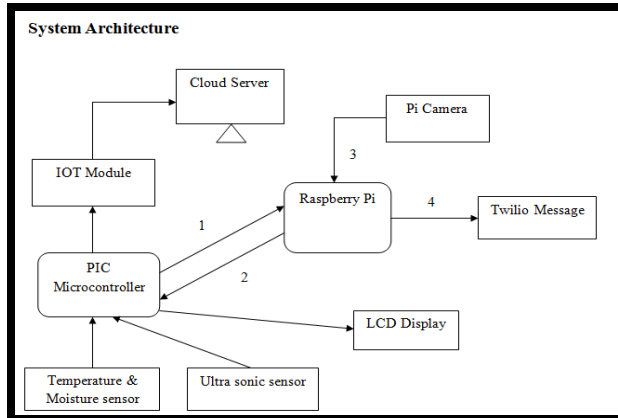 System Architecture
Cloud Server
Pi Camera
3
IOT Module
Raspberry Pi
1
4
Twilio Message
2
PIC
Microcontroller
LCD Display
Temperature &
Moisture sensor
Ultra sonic sensor